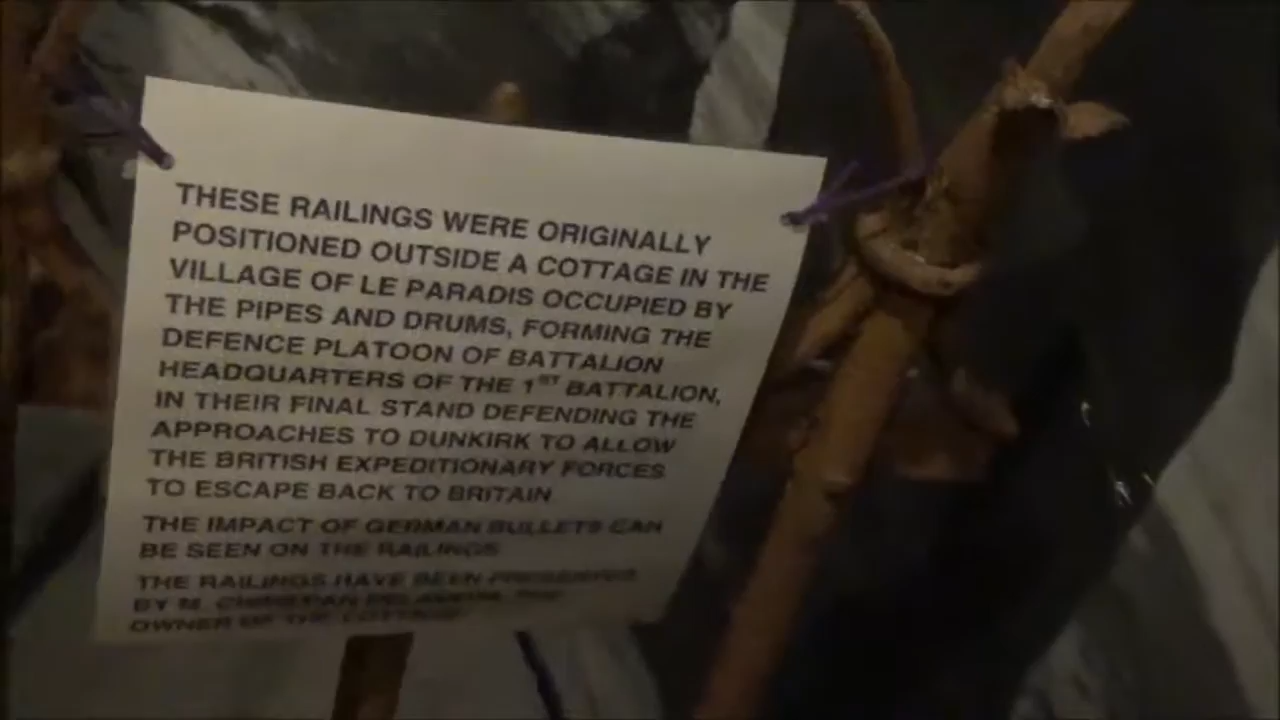 THESE RAILINGS WERE ORIGINALLY
POSITIONED OUTSIDE A COTTAGE IN THE
VILLAGE OF LE PARADIS OCCUPIED BY
THE PIPES AND DRUMS, FORMING THE
DEFENCE PLATOON OF BATTALION
HEADQUARTERS OF THE 1ST BATTALION,
IN THEIR FINAL STAND DEFENDING THE
APPROACHES TO DUNKIRK TO ALLOW
THE BRITISH EXPEDITIONARY FORCES
TO ESCAPE BACK TO BRITAIN
THE IMPACT OF GERMAN BULLETS CAN
BE SEEN ON THE RAILINGS
THE RAILINGS HAVE BEEN PRESENTED
BY M.
OWNER OF THE COTTAGE